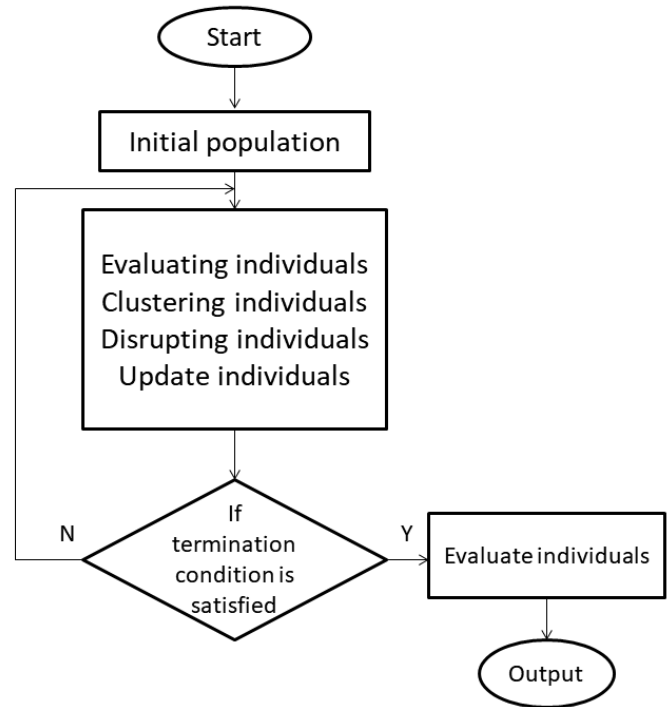 Start
Initial population
Evaluating individuals
Clustering individuals
Disrupting individuals
Update individuals
If
termination
condition is
satisfied
N
Y
Evaluate individuals
Output